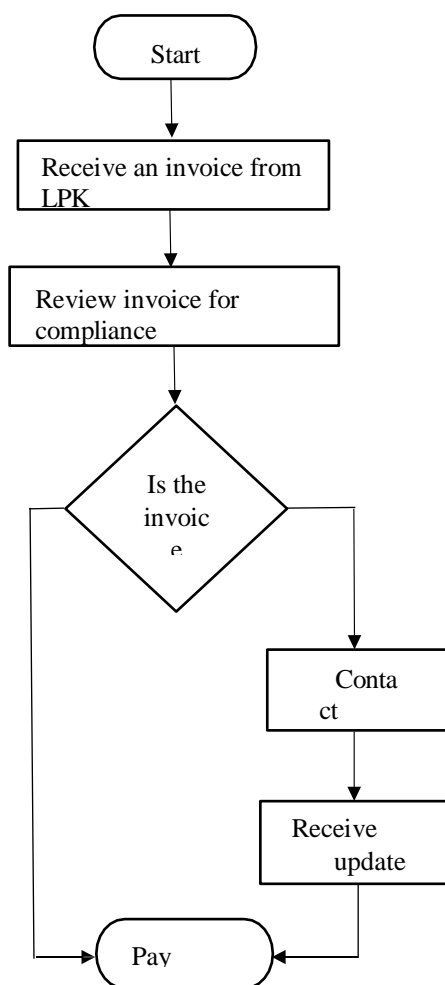 Start
Receive an invoice from
LPK
Review invoice for
compliance
Is the
invoic
e
Conta
ct
Receive
update
Pay